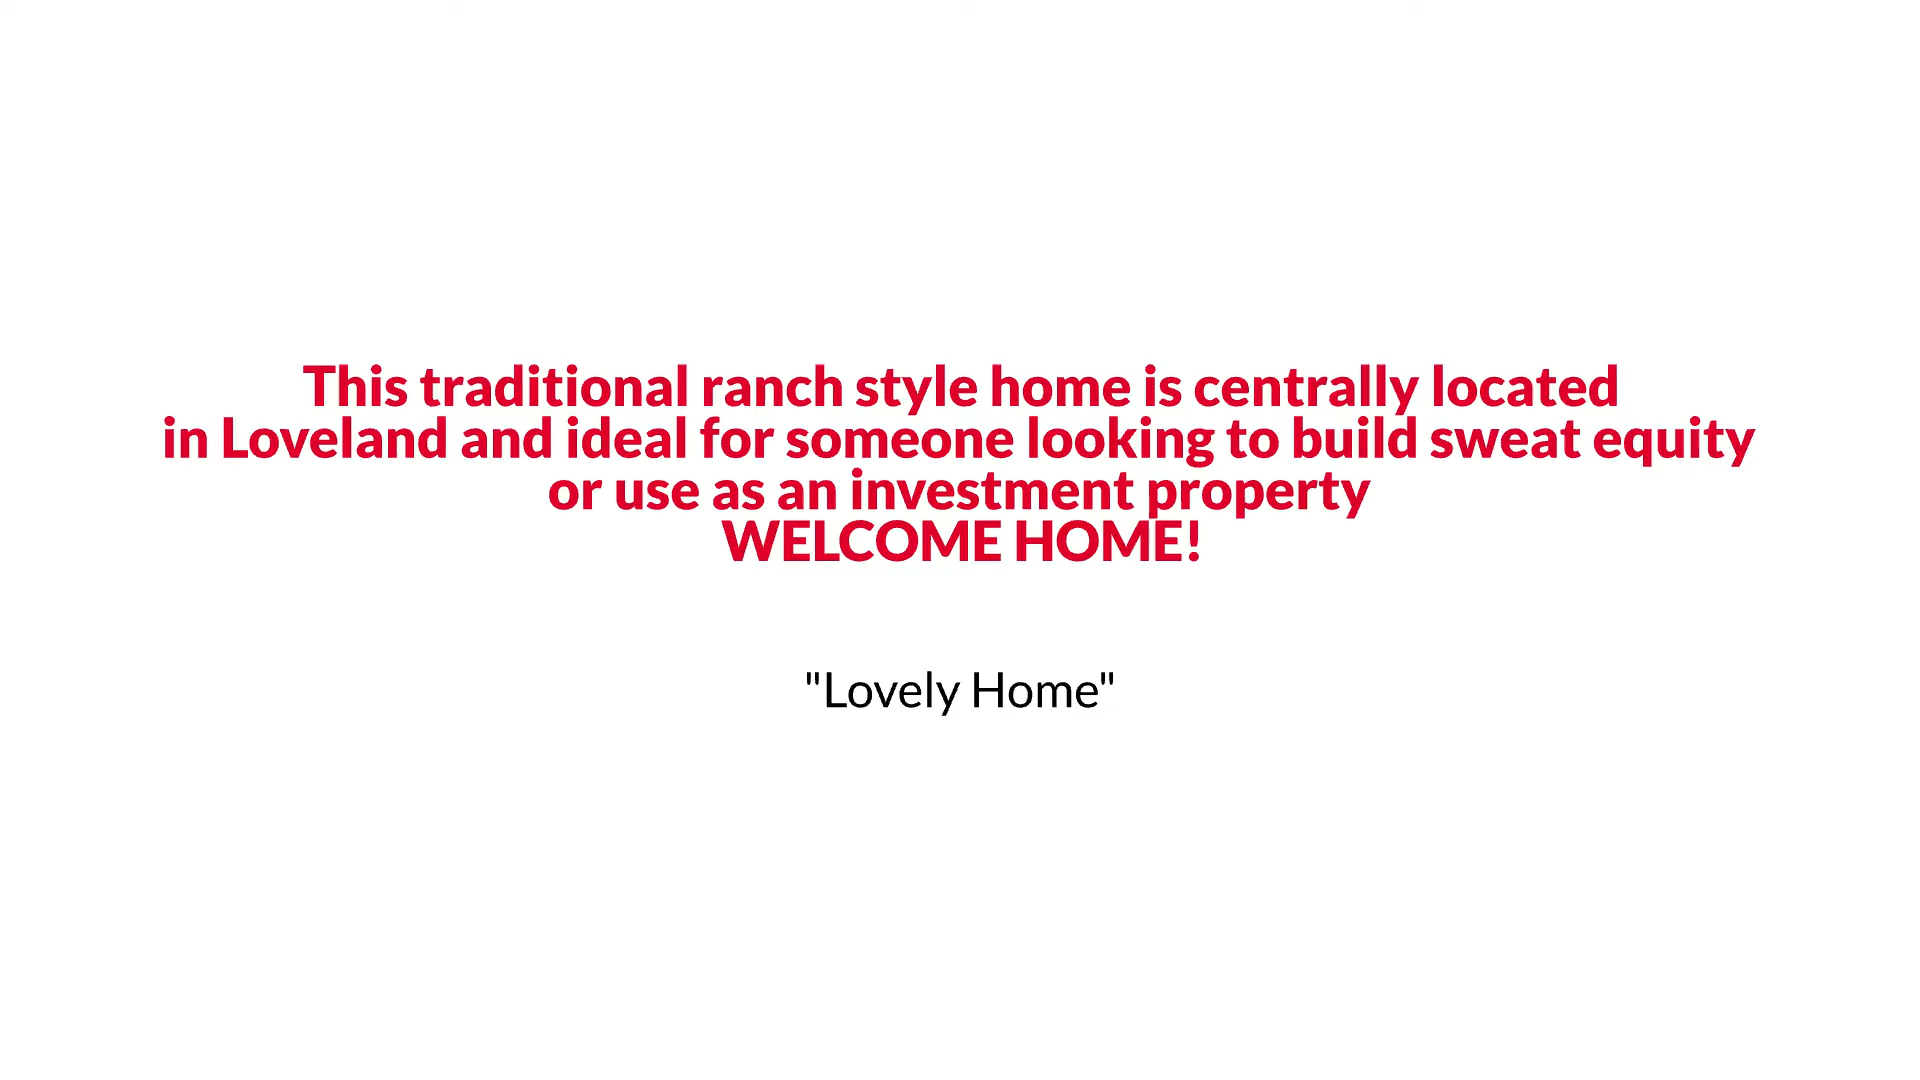 This traditional ranch style home is centrally located
in Loveland and ideal for someone looking to build sweat equity
or use as an investment property
WELCOME HOME!
"Lovely Home"